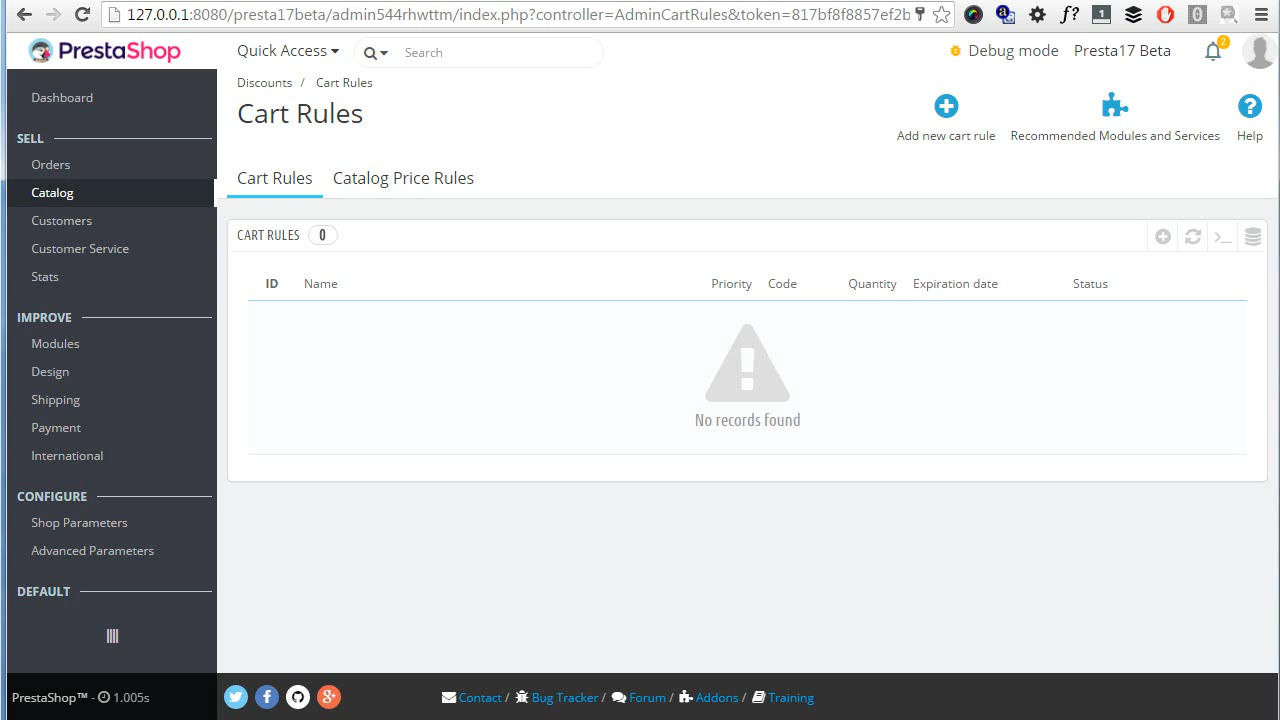 127.0.0.1:8080/presta17beta/admin544rhwttm/index.php?controller=AdminCartRules&token=817bf8f8857ef2b
PrestaShop
Quick Access
Search
Debug mode
Presta17 Beta
2
Dashboard
SELL
Orders
Catalog
Customers
Customer Service
Stats
IMPROVE
Modules
Design
Shipping
Payment
International
CONFIGURE
Shop Parameters
Advanced Parameters
DEFAULT
PrestaShop™ - 1.005s
Discounts / Cart Rules
Cart Rules
Add new cart rule
Recommended Modules and Services
Help
Cart Rules
Catalog Price Rules
CART RULES 0
ID Name Priority Code Quantity Expiration date Status
No records found
Contact / Bug Tracker / Forum / Addons / Training